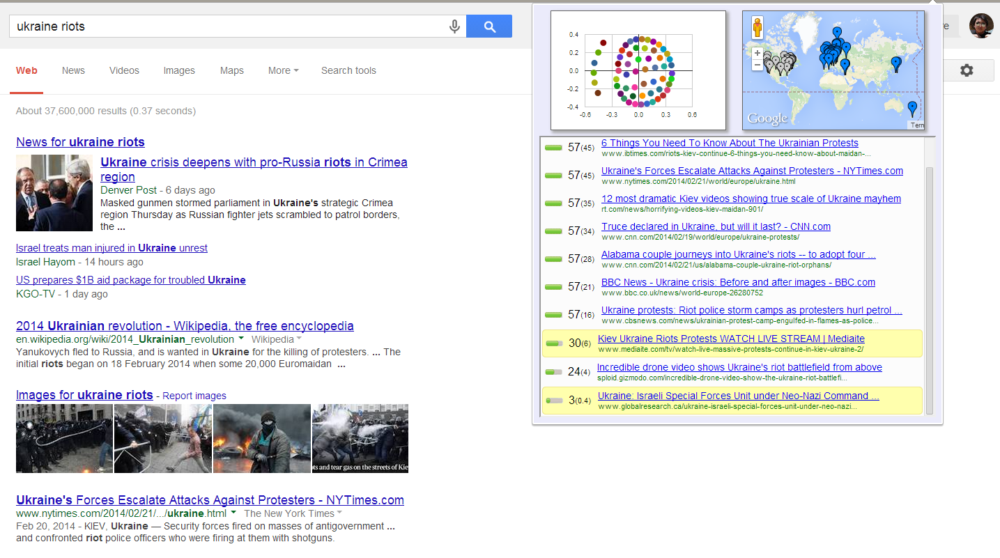 ukraine riots
re
Web News Videos Images Maps More Search tools
About 37,600,000 results (0.37 seconds)
News for ukraine riots
Ukraine crisis deepens with pro-Russia riots in Crimea
region
Denver Post - 6 days ago
Masked gunmen stormed parliament in Ukraine's strategic Crimea
region Thursday as Russian fighter jets scrambled to patrol borders,
the ...
Israel treats man injured in Ukraine unrest
Israel Hayom - 14 hours ago
US prepares $1B aid package for troubled Ukraine
KGO-TV - 1 day ago
2014 Ukrainian revolution - Wikipedia, the free encyclopedia
en.wikipedia.org/wiki/2014_Ukrainian_revolution Wikipedia
Yanukovych fled to Russia, and is wanted in Ukraine for the killing of protesters. ... The
initial riots began on 18 February 2014 when some 20,000 Euromaidan ...
Images for ukraine riots - Report images
ts and tear gas on the streets of Kie
Ukraine's Forces Escalate Attacks Against Protesters - NYTimes.com
www.nytimes.com/2014/02/21/.../ukraine.html The New York Times
Feb 20, 2014 - KIEV, Ukraine — Security forces fired on masses of antigovernment ...
and confronted riot police officers who were firing at them with shotguns.
0.4
0.2
0.0
-0.2
-0.4
-0.6 -0.3 0.0 0.3 0.6
+
−
Google
Tern
57(45) 6 Things You Need To Know About The Ukrainian Protests
www.ibtimes.com/riots-kiev-continue-6-things-you-need-know-about-maidan-...
57(45) Ukraine's Forces Escalate Attacks Against Protesters - NYTimes.com
www.nytimes.com/2014/02/21/world/europe/ukraine.html
57(35) 12 most dramatic Kiev videos showing true scale of Ukraine mayhem
rt.com/news/horrifying-videos-kiev-maidan-901/
57(34) Truce declared in Ukraine, but will it last? - CNN.com
www.cnn.com/2014/02/19/world/europe/ukraine-protests/
57(28) Alabama couple journeys into Ukraine's riots -- to adopt four ...
www.cnn.com/2014/02/21/us/alabama-couple-ukraine-riot-orphans/
57(21) BBC News - Ukraine crisis: Before and after images - BBC.com
www.bbc.co.uk/news/world-europe-26280752
57(16) Ukraine protests: Riot police storm camps as protesters hurl petrol ...
www.cbsnews.com/news/ukrainian-protest-camp-engulfed-in-flames-as-police...
30(6) Kiev Ukraine Riots Protests WATCH LIVE STREAM | Mediaite
www.mediaite.com/tv/watch-live-massive-protests-continue-in-kiev-ukraine-2/
24(4) Incredible drone video shows Ukraine's riot battlefield from above
sploid.gizmodo.com/incredible-drone-video-show-the-ukraine-riot-battlefi...
3(0.4) Ukraine: Israeli Special Forces Unit under Neo-Nazi Command ...
www.globalresearch.ca/ukraine-israeli-special-forces-unit-under-neo-nazi...